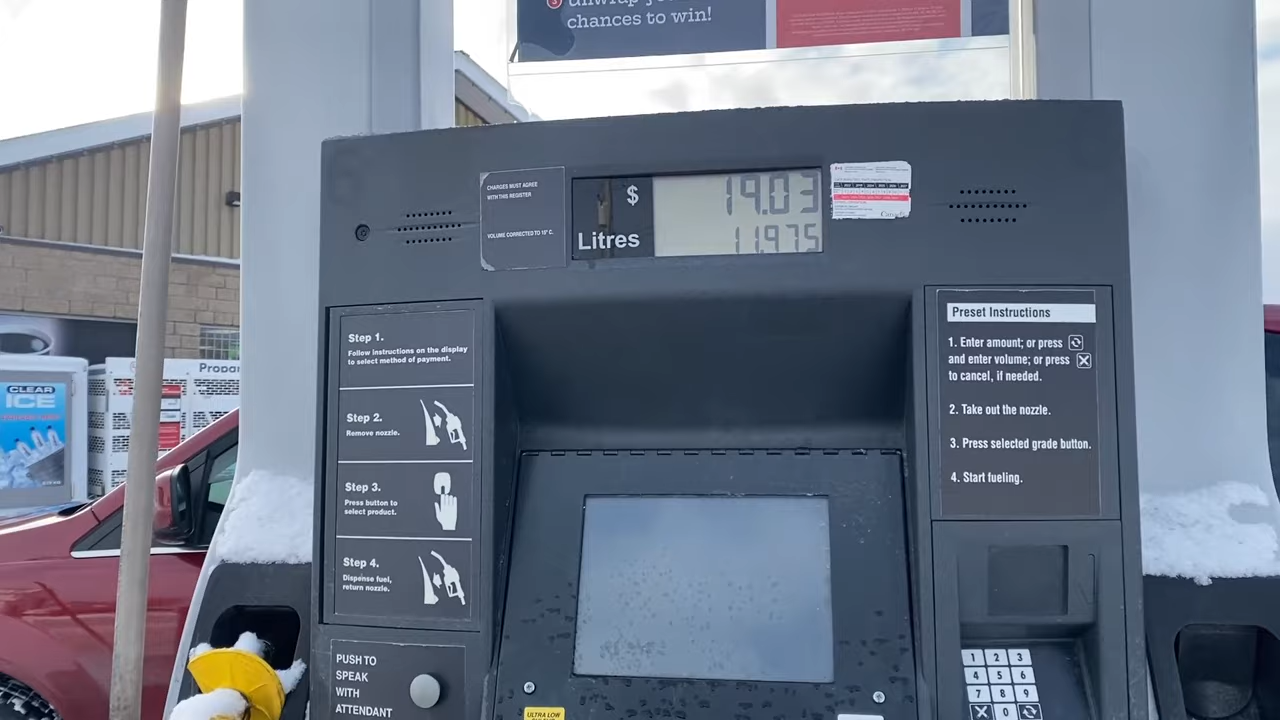 chances to win!
CHARGES MUST AGREE
WITH THIS REGISTER
VOLUME CORRECTED TO 15° C.
$ 19.03
Litres 11.975
Canada
Step 1.
Follow instructions on the display
to select method of payment.
Step 2.
Remove nozzle.
Step 3.
Press button to
select product.
Step 4.
Dispense fuel,
return nozzle.
PUSH TO
SPEAK
WITH
ATTENDANT
Preset Instructions
1. Enter amount; or press
and enter volume; or press
to cancel, if needed.
2. Take out the nozzle.
3. Press selected grade button.
4. Start fueling.
1 2 3
4 5 6
7 8 9
0
ULTRA LOW
CLEAR
ICE
Propan